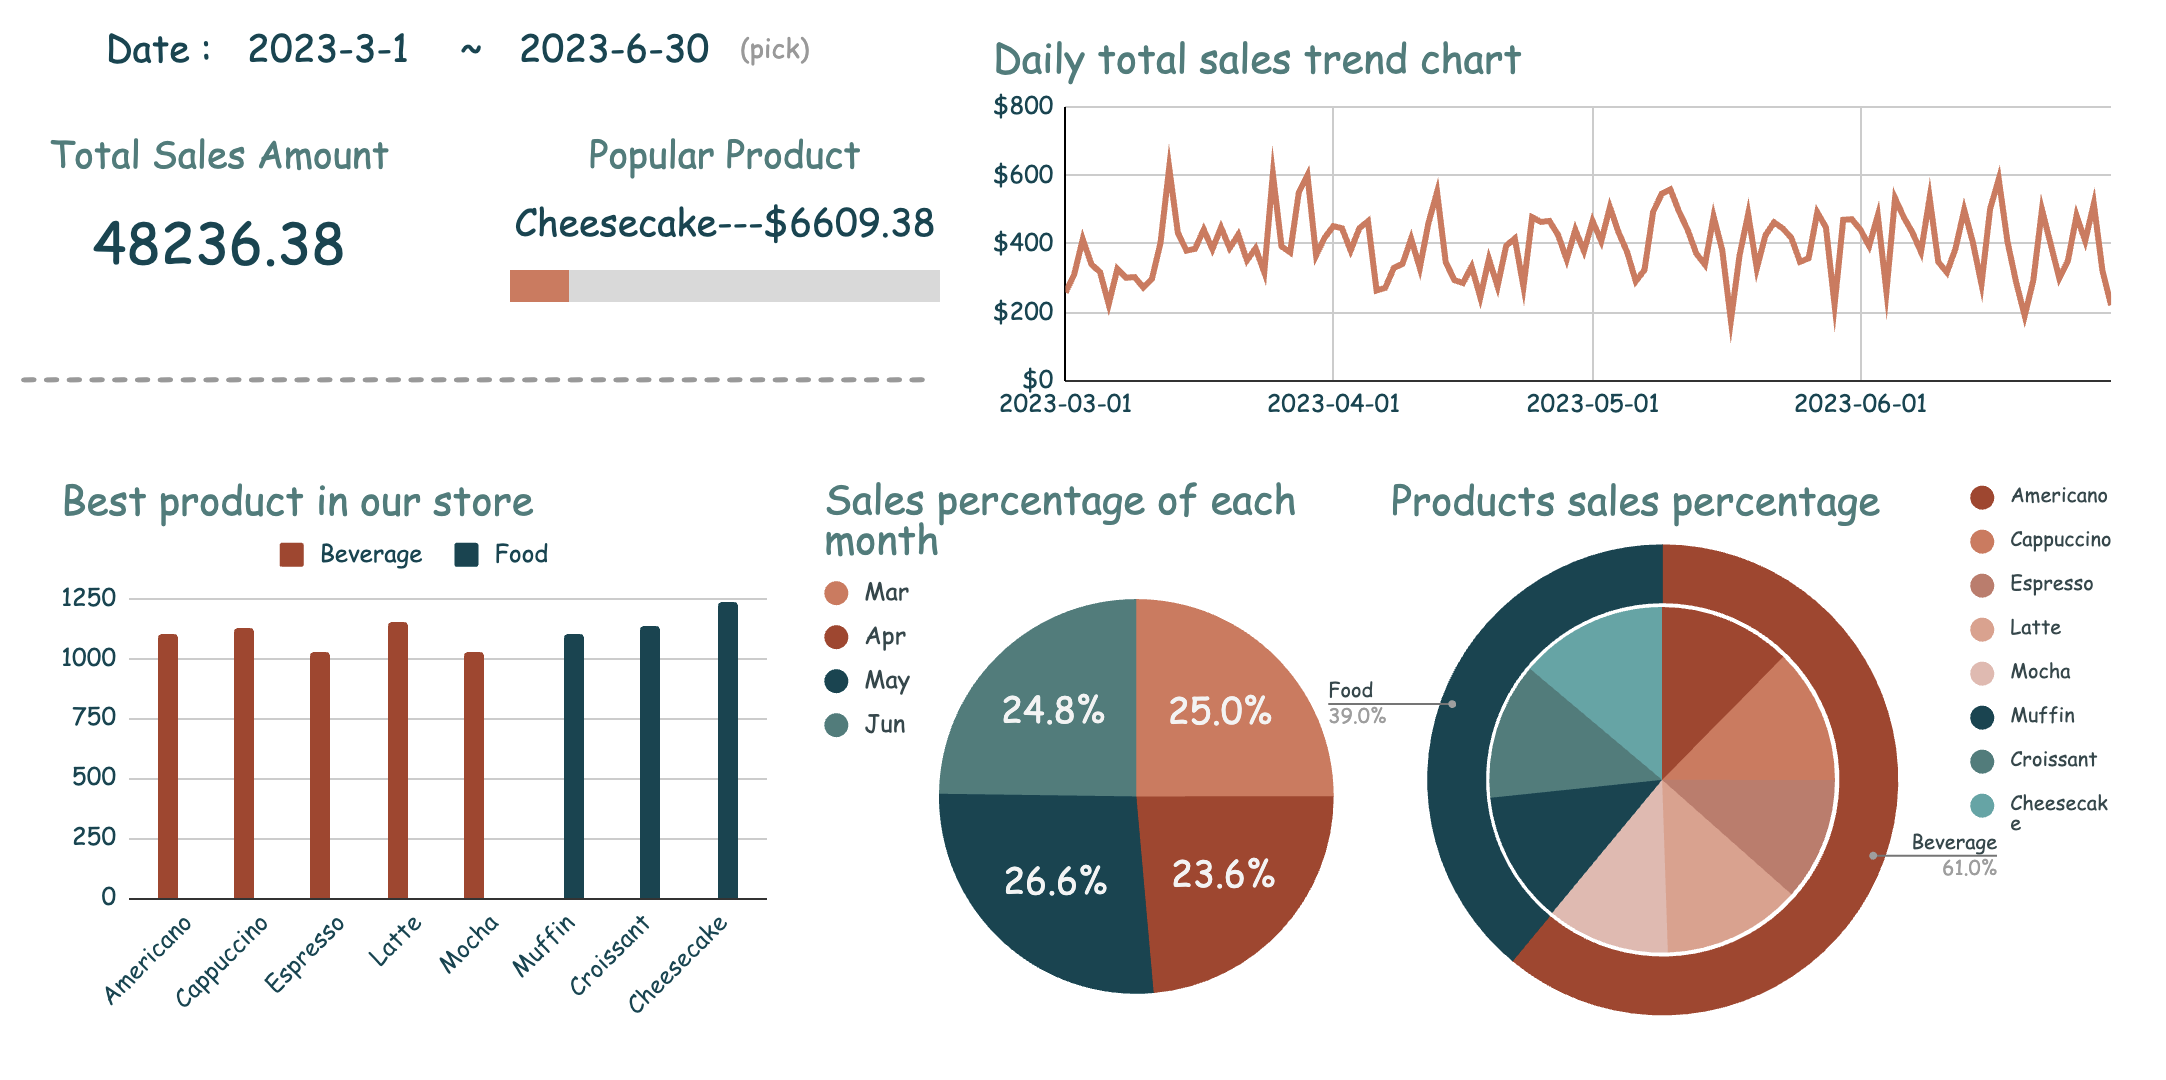 Date : 2023-3-1 ~ 2023-6-30 (pick)
Total Sales Amount
48236.38
Popular Product
Cheesecake---$6609.38
Daily total sales trend chart
$800
$600
$400
$200
$0
2023-03-01 2023-04-01 2023-05-01 2023-06-01
Best product in our store
Beverage Food
1250
1000
750
500
250
0
Americano Cappuccino Espresso Latte Mocha Muffin Croissant Cheesecake
Sales percentage of each
month
Mar
Apr
May
Jun
24.8% 25.0%
26.6% 23.6%
Products sales percentage
Food
39.0%
Beverage
61.0%
Americano
Cappuccino
Espresso
Latte
Mocha
Muffin
Croissant
Cheesecak
e